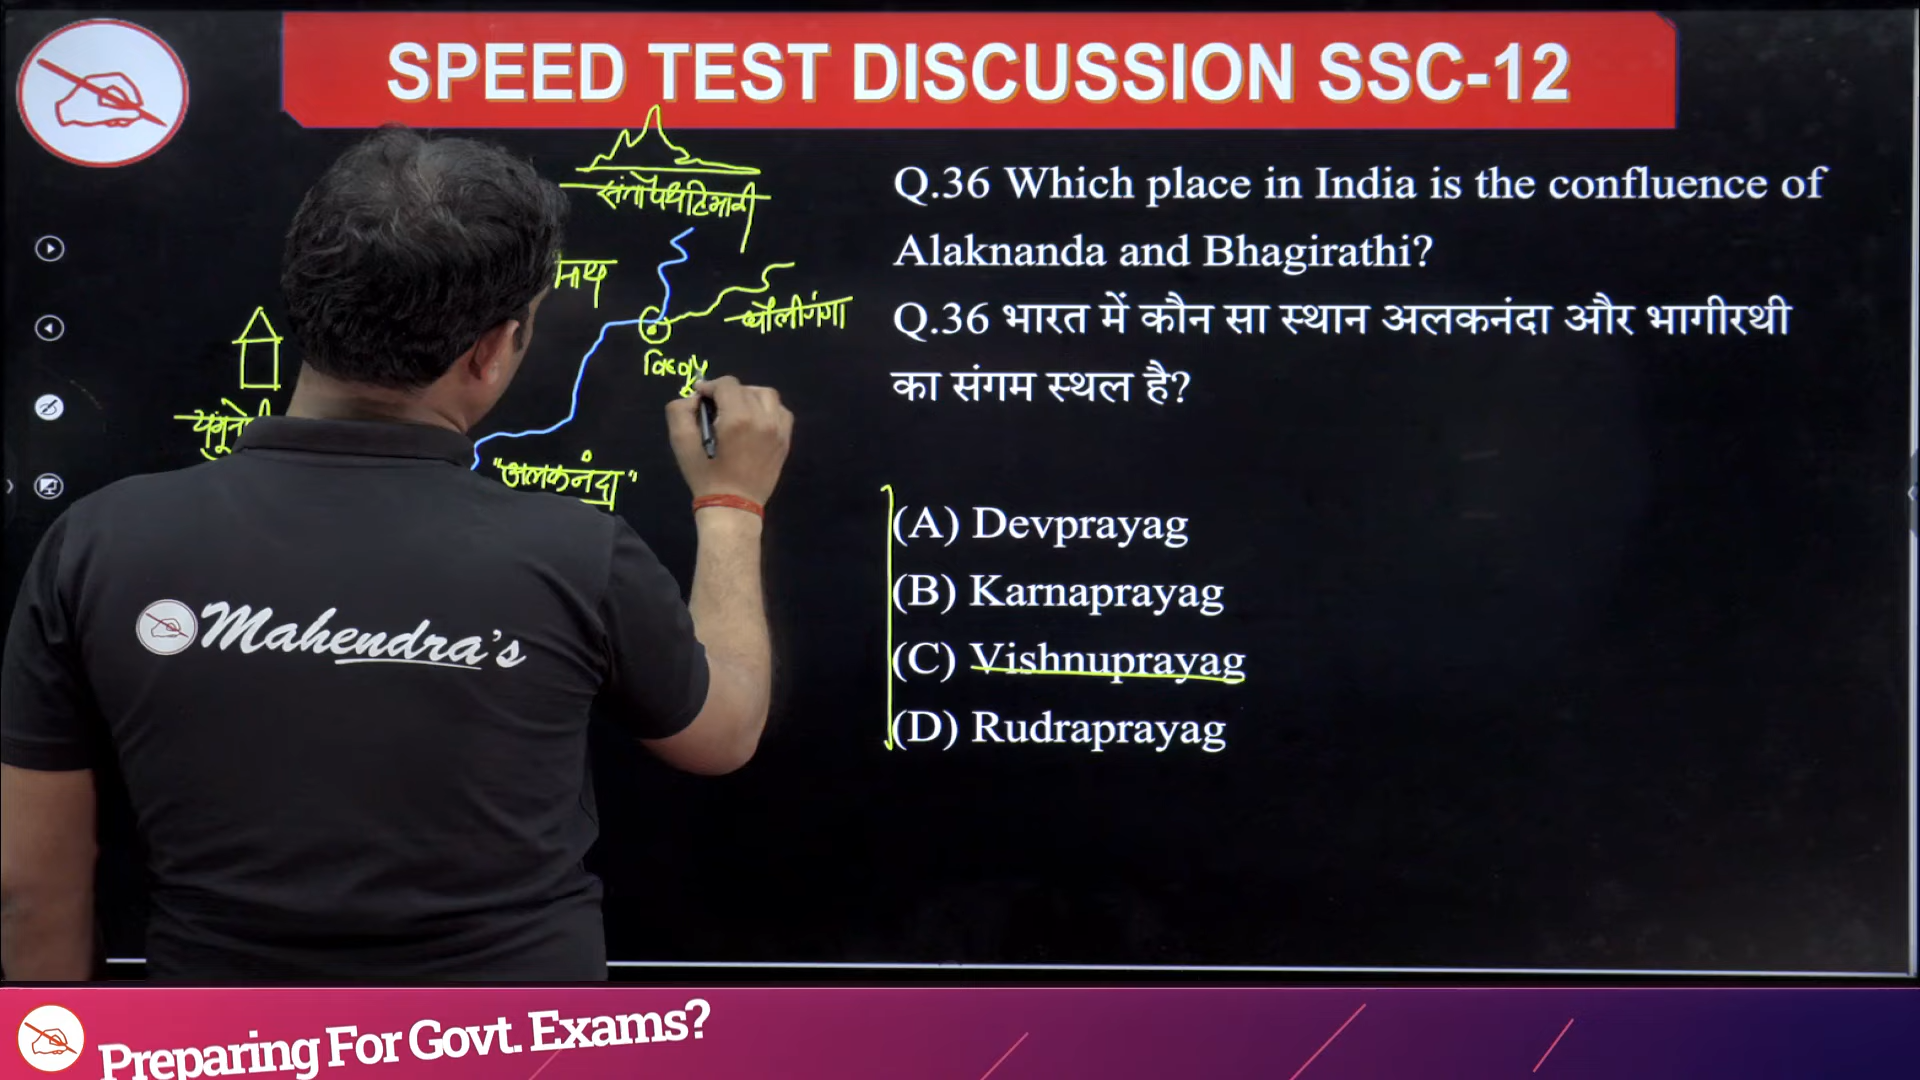 SPEED TEST DISCUSSION SSC-12
Q.36 Which place in India is the confluence of
Alaknanda and Bhagirathi?
Q.36 भारत में कौन सा स्थान अलकनंदा और भागीरथी
का संगम स्थल है?
(A) Devprayag
(B) Karnaprayag
(C) Vishnuprayag
(D) Rudraprayag
नाथ
धौलीगंगा
"अलकनंदा"
Mahendra's
Preparing For Govt. Exams?